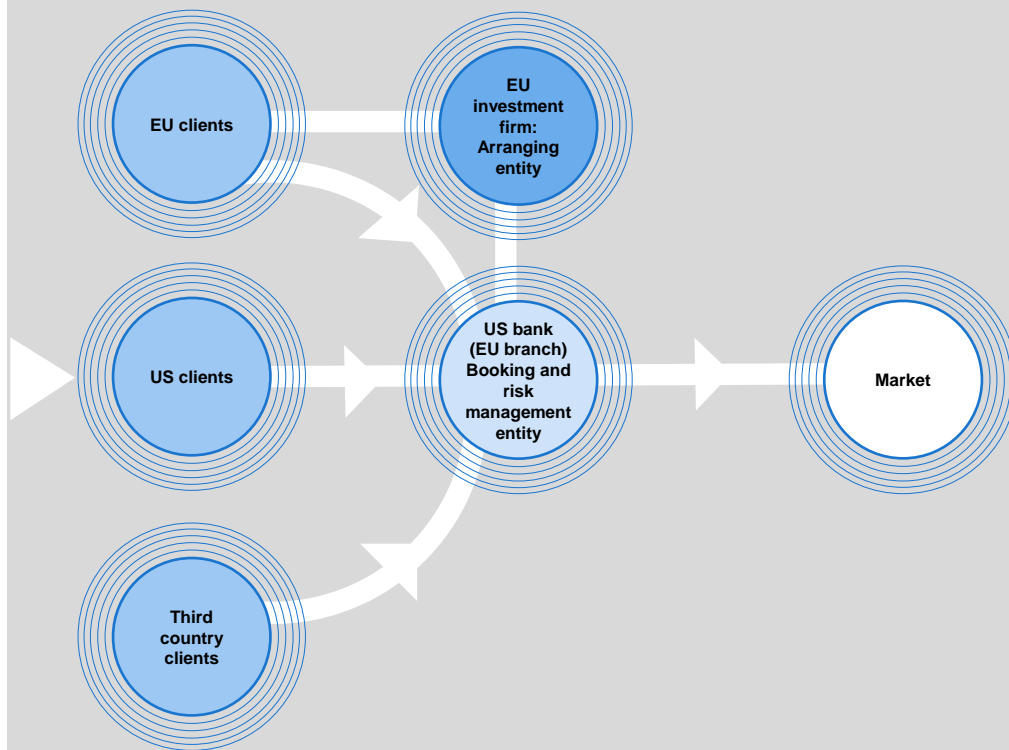 EU clients
EU
investment
firm:
Arranging
entity
US clients
US bank
(EU branch)
Booking and
risk
management
entity
Market
Third
country
clients